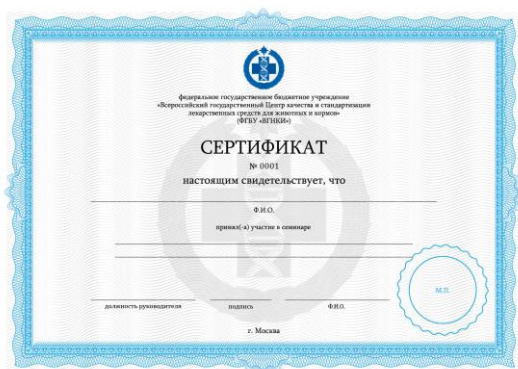 федеральное государственное бюджетное учреждение
«Всероссийский государственный Центр качества и стандартизации
лекарственных средств для животных и кормов»
(ФГБУ «ВГНКИ»)
СЕРТИФИКАТ
№ 0001
настоящим свидетельствует, что
Ф.И.О.
принял(-а) участие в семинаре
М.П.
должность руководителя подпись Ф.И.О.
г. Москва